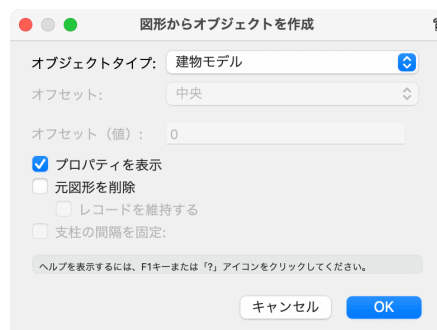 図形からオブジェクトを作成
オブジェクトタイプ: 建物モデル
オフセット: 中央
オフセット（値）: 0
プロパティを表示
元図形を削除
レコードを維持する
支柱の間隔を固定:
ヘルプを表示するには、F1キーまたは「?」アイコンをクリックしてください。
キャンセル OK